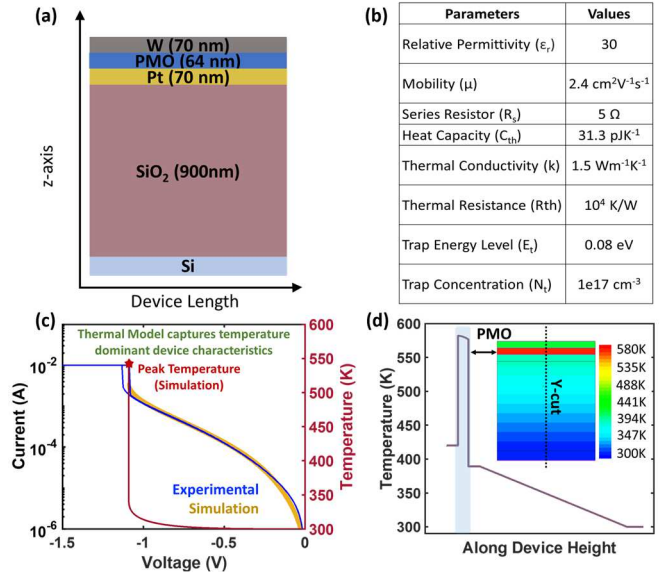 (a)
W (70 nm)
PMO (64 nm)
Pt (70 nm)
SiO₂ (900nm)
Si
z-axis
Device Length
(b)
Parameters Values
Relative Permittivity (εr) 30
Mobility (μ) 2.4 cm²V⁻¹s⁻¹
Series Resistor (Rs) 5 Ω
Heat Capacity (Cth) 31.3 pJK⁻¹
Thermal Conductivity (k) 1.5 Wm⁻¹K⁻¹
Thermal Resistance (Rth) 10⁴ K/W
Trap Energy Level (Et) 0.08 eV
Trap Concentration (Nt) 1e17 cm⁻³
(c)
Thermal Model captures temperature
dominant device characteristics
Peak Temperature
(Simulation)
Experimental
Simulation
Current (A)
10⁻²
10⁻⁴
10⁻⁶
-1.5 -1 -0.5 0
Voltage (V)
600
550
500
450
400
350
300
Temperature (K)
(d)
PMO
Y-cut
580K
535K
488K
441K
394K
347K
300K
Temperature (K)
600
550
500
450
400
350
300
Along Device Height